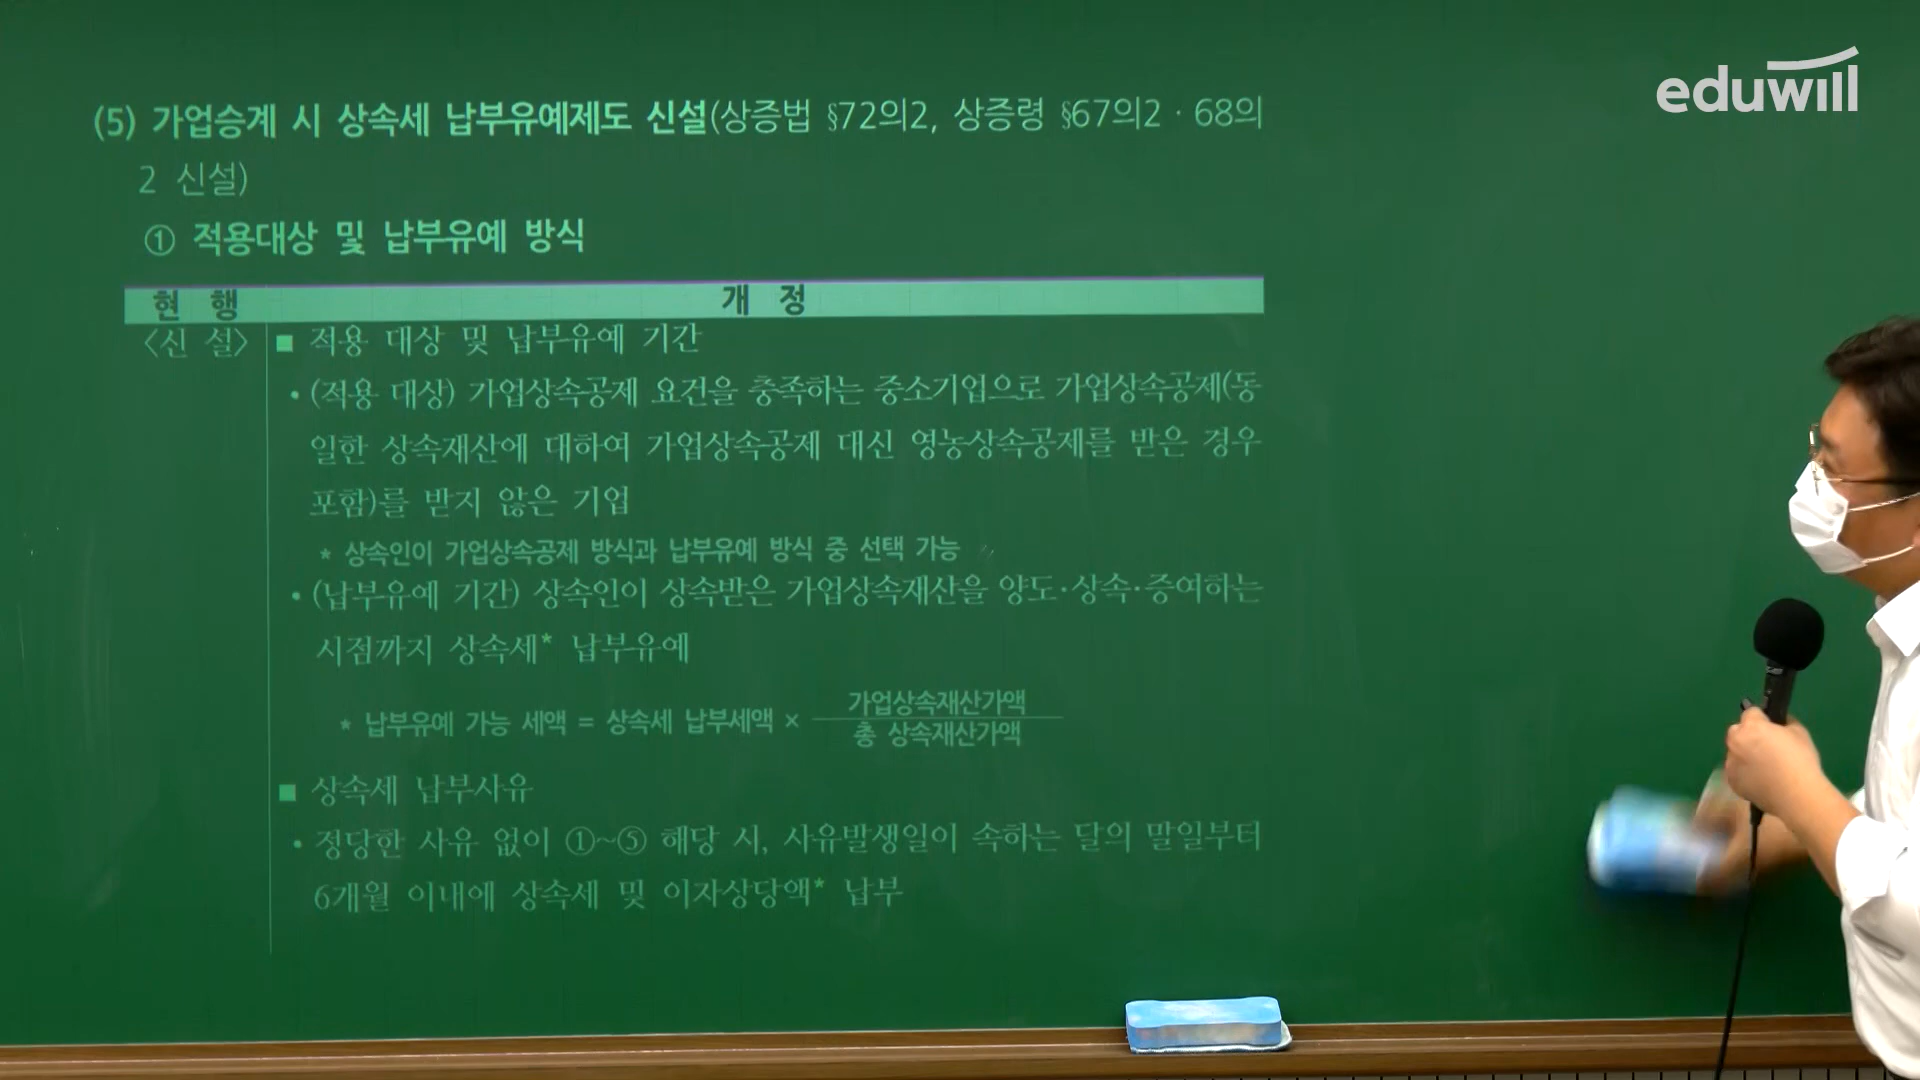 eduwill
(5) 가업승계 시 상속세 납부유예제도 신설(상증법 §72의2, 상증령 §67의2 · 68의
2 신설)
① 적용대상 및 납부유예 방식
현 행 개 정
〈신 설〉 ■ 적용 대상 및 납부유예 기간
• (적용 대상) 가업상속공제 요건을 충족하는 중소기업으로 가업상속공제(동
일한 상속재산에 대하여 가업상속공제 대신 영농상속공제를 받은 경우
포함)를 받지 않은 기업
* 상속인이 가업상속공제 방식과 납부유예 방식 중 선택 가능
• (납부유예 기간) 상속인이 상속받은 가업상속재산을 양도·상속·증여하는
시점까지 상속세* 납부유예
가업상속재산가액
* 납부유예 가능 세액 = 상속세 납부세액 ×
총 상속재산가액
■ 상속세 납부사유
• 정당한 사유 없이 ①~⑤ 해당 시, 사유발생일이 속하는 달의 말일부터
6개월 이내에 상속세 및 이자상당액* 납부